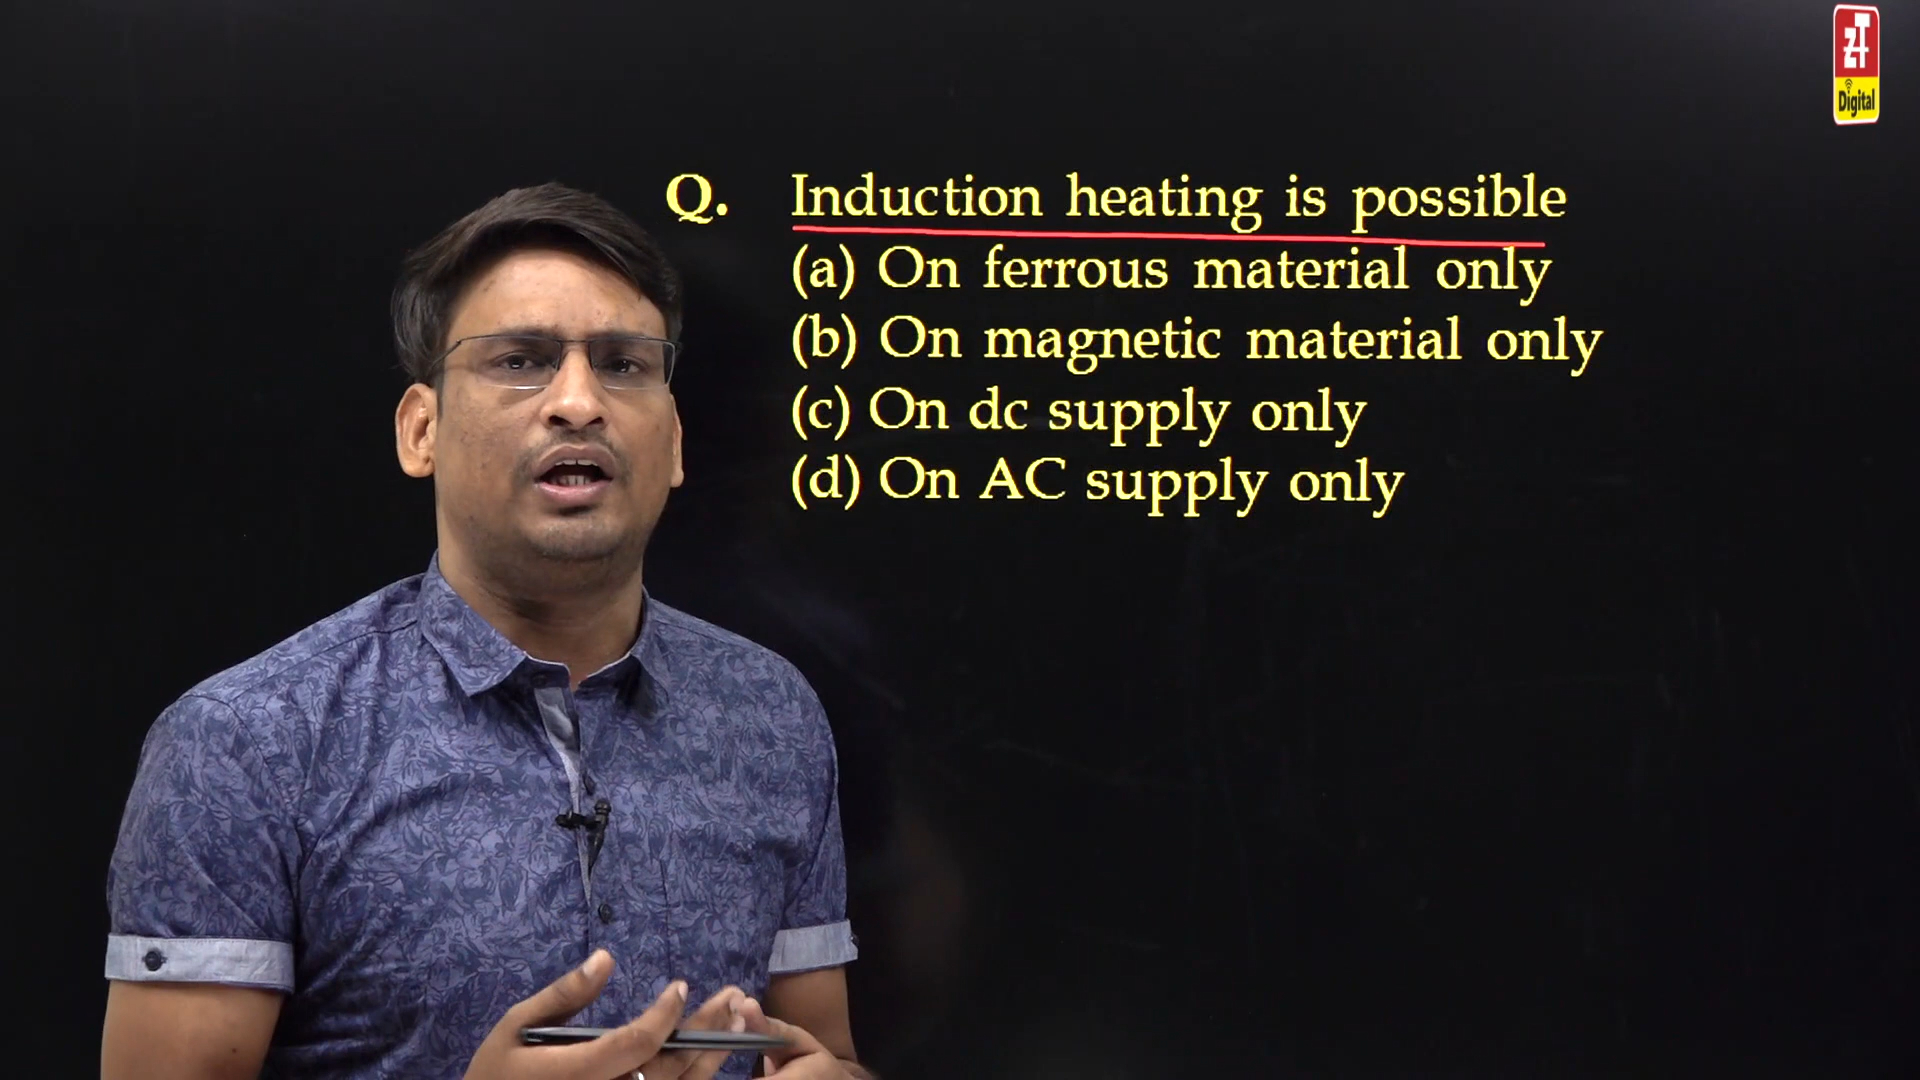 ZT
Digital
Q. Induction heating is possible
(a) On ferrous material only
(b) On magnetic material only
(c) On dc supply only
(d) On AC supply only